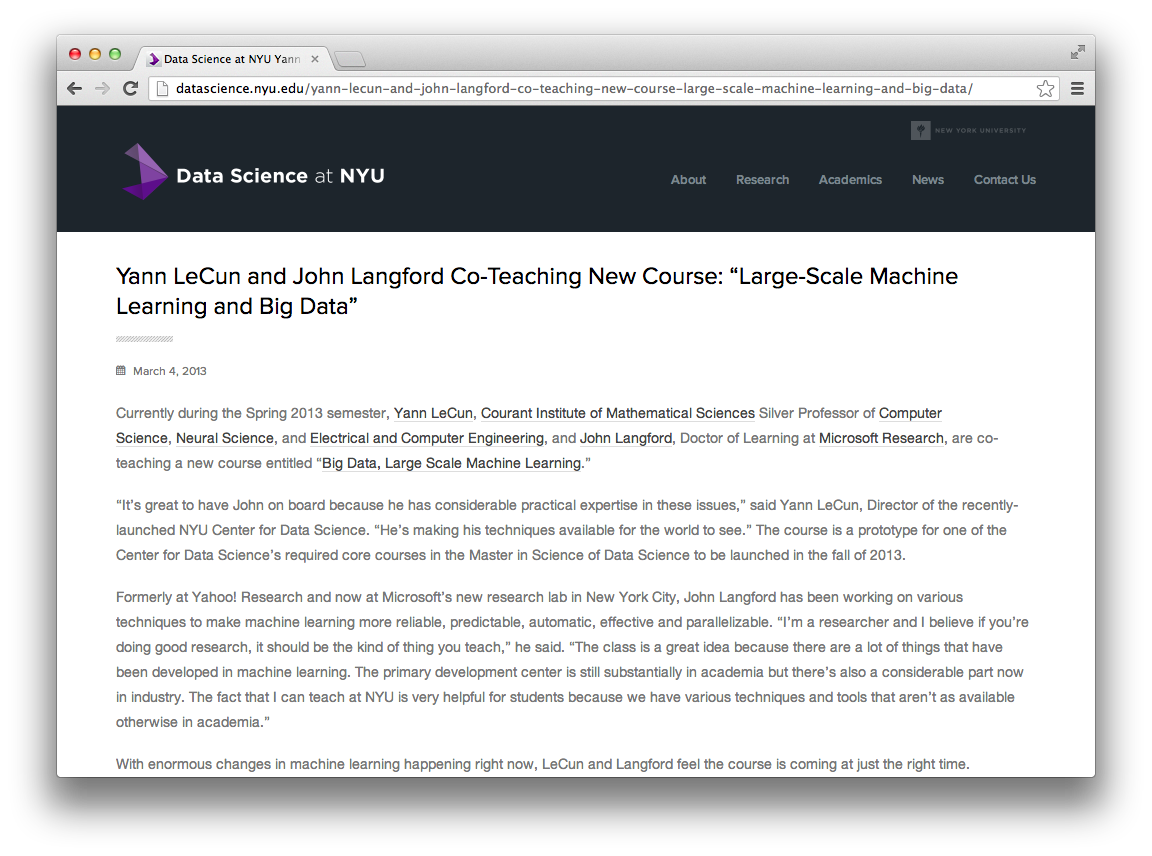 Data Science at NYU Yann
datascience.nyu.edu/yann-lecun-and-john-langford-co-teaching-new-course-large-scale-machine-learning-and-big-data/
NEW YORK UNIVERSITY
Data Science at NYU
About Research Academics News Contact Us
Yann LeCun and John Langford Co-Teaching New Course: “Large-Scale Machine
Learning and Big Data”
March 4, 2013
Currently during the Spring 2013 semester, Yann LeCun, Courant Institute of Mathematical Sciences Silver Professor of Computer
Science, Neural Science, and Electrical and Computer Engineering, and John Langford, Doctor of Learning at Microsoft Research, are co-
teaching a new course entitled “Big Data, Large Scale Machine Learning.”
“It’s great to have John on board because he has considerable practical expertise in these issues,” said Yann LeCun, Director of the recently-
launched NYU Center for Data Science. “He’s making his techniques available for the world to see.” The course is a prototype for one of the
Center for Data Science’s required core courses in the Master in Science of Data Science to be launched in the fall of 2013.
Formerly at Yahoo! Research and now at Microsoft’s new research lab in New York City, John Langford has been working on various
techniques to make machine learning more reliable, predictable, automatic, effective and parallelizable. “I’m a researcher and I believe if you’re
doing good research, it should be the kind of thing you teach,” he said. “The class is a great idea because there are a lot of things that have
been developed in machine learning. The primary development center is still substantially in academia but there’s also a considerable part now
in industry. The fact that I can teach at NYU is very helpful for students because we have various techniques and tools that aren’t as available
otherwise in academia.”
With enormous changes in machine learning happening right now, LeCun and Langford feel the course is coming at just the right time.